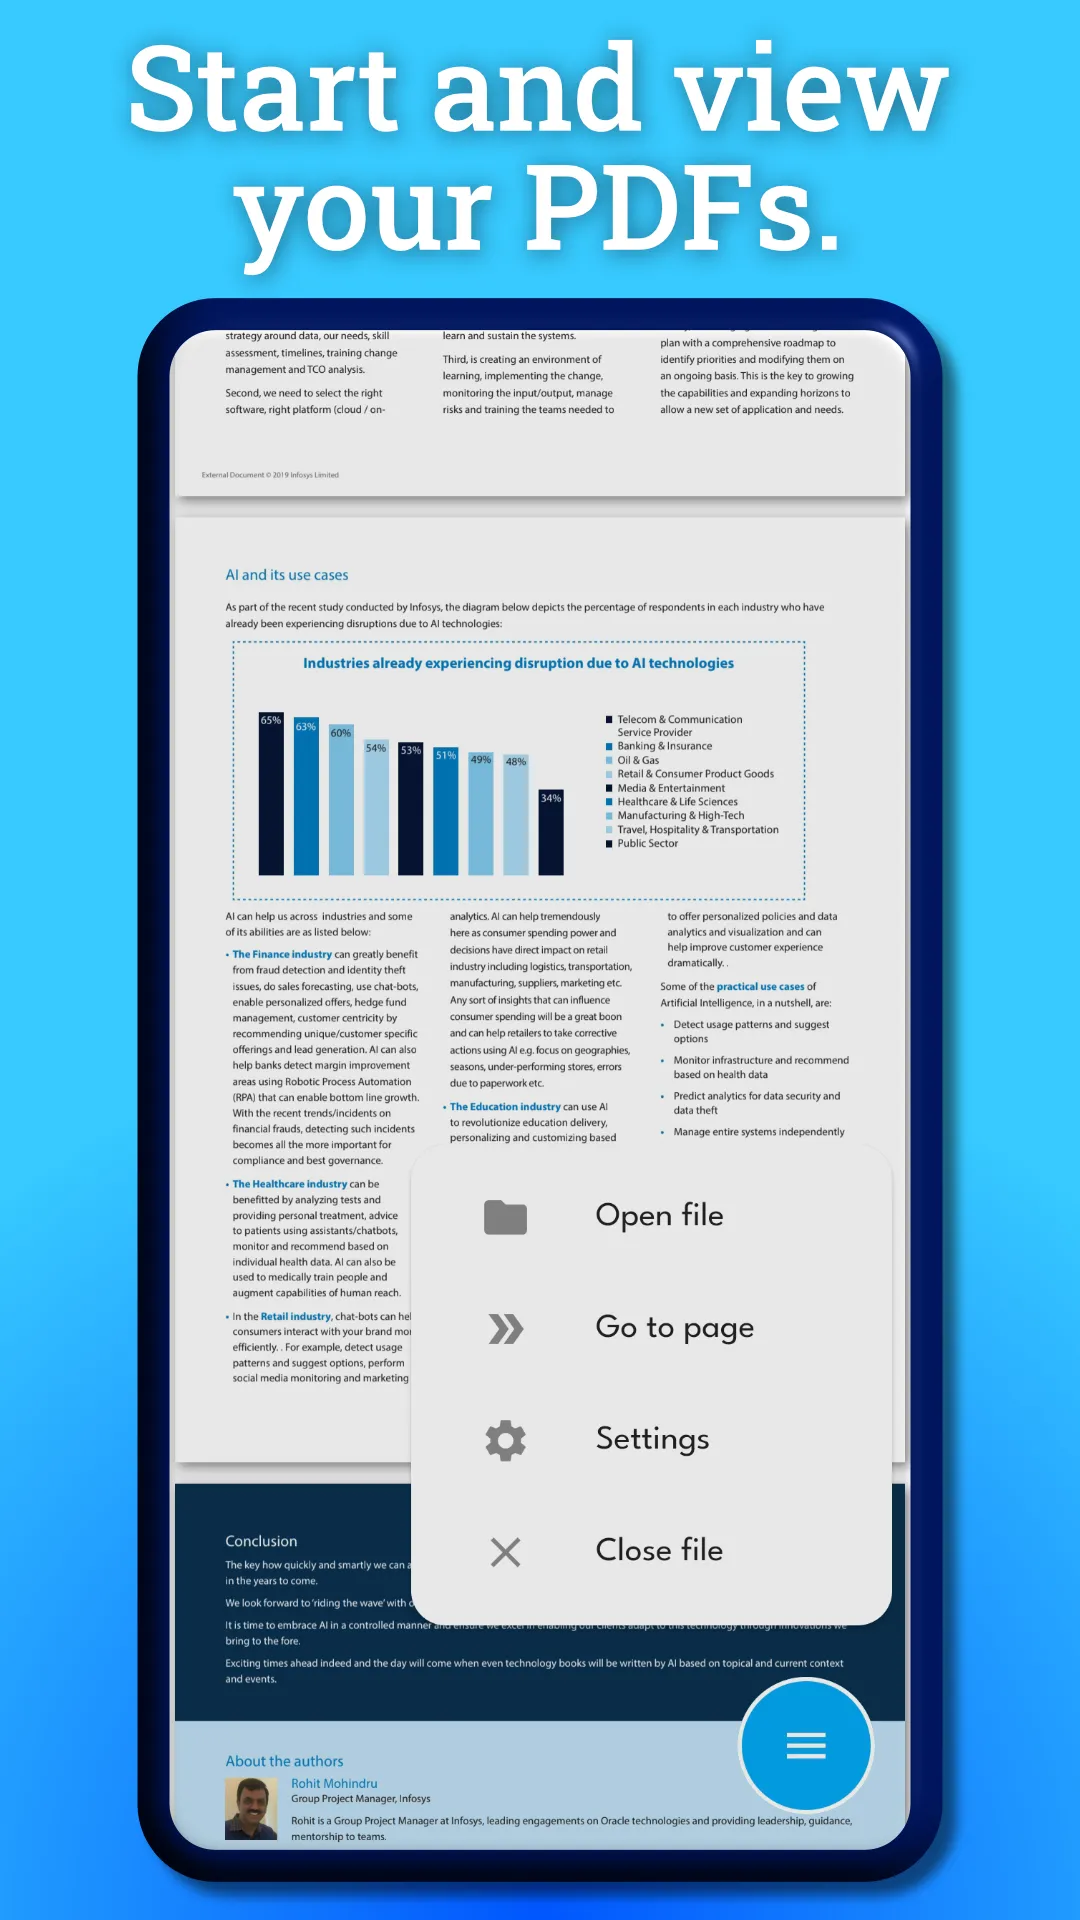 Start and view
your PDFs.
strategy around data, our needs, skill
assessment, timelines, training change
management and TCO analysis.
Second, we need to select the right
software, right platform (cloud / on-
learn and sustain the systems.
Third, is creating an environment of
learning, implementing the change,
monitoring the input/output, manage
risks and training the teams needed to
plan with a comprehensive roadmap to
identify priorities and modifying them on
an ongoing basis. This is the key to growing
the capabilities and expanding horizons to
allow a new set of application and needs.
External Document © 2019 Infosys Limited
AI and its use cases
As part of the recent study conducted by Infosys, the diagram below depicts the percentage of respondents in each industry who have
already been experiencing disruptions due to AI technologies:
Industries already experiencing disruption due to AI technologies
65%
63%
60%
54%
53%
51%
49%
48%
34%
Telecom & Communication
Service Provider
Banking & Insurance
Oil & Gas
Retail & Consumer Product Goods
Media & Entertainment
Healthcare & Life Sciences
Manufacturing & High-Tech
Travel, Hospitality & Transportation
Public Sector
AI can help us across industries and some
of its abilities are as listed below:
• The Finance industry can greatly benefit
from fraud detection and identity theft
issues, do sales forecasting, use chat-bots,
enable personalized offers, hedge fund
management, customer centricity by
recommending unique/customer specific
offerings and lead generation. AI can also
help banks detect margin improvement
areas using Robotic Process Automation
(RPA) that can enable bottom line growth.
With the recent trends/incidents on
financial frauds, detecting such incidents
becomes all the more important for
compliance and best governance.
• The Healthcare industry can be
benefitted by analyzing tests and
providing personal treatment, advice
to patients using assistants/chatbots,
monitor and recommend based on
individual health data. AI can also be
used to medically train people and
augment capabilities of human reach.
• In the Retail industry, chat-bots can hel
consumers interact with your brand mo
efficiently. . For example, detect usage
patterns and suggest options, perform
social media monitoring and marketing
analytics. AI can help tremendously
here as consumer spending power and
decisions have direct impact on retail
industry including logistics, transportation,
manufacturing, suppliers, marketing etc.
Any sort of insights that can influence
consumer spending will be a great boon
and can help retailers to take corrective
actions using AI e.g. focus on geographies,
seasons, under-performing stores, errors
due to paperwork etc.
• The Education industry can use AI
to revolutionize education delivery,
personalizing and customizing based
to offer personalized policies and data
analytics and visualization and can
help improve customer experience
dramatically. .
Some of the practical use cases of
Artificial Intelligence, in a nutshell, are:
• Detect usage patterns and suggest
options
• Monitor infrastructure and recommend
based on health data
• Predict analytics for data security and
data theft
• Manage entire systems independently
Open file
Go to page
Settings
Close file
Conclusion
The key how quickly and smartly we can a
in the years to come.
We look forward to 'riding the wave' with
It is time to embrace AI in a controlled manner and ensure we excel in enabling our clients adapt to this technology through innovations we
bring to the fore.
Exciting times ahead indeed and the day will come when even technology books will be written by AI based on topical and current context
and events.
About the authors
Rohit Mohindru
Group Project Manager, Infosys
Rohit is a Group Project Manager at Infosys, leading engagements on Oracle technologies and providing leadership, guidance,
mentorship to teams.